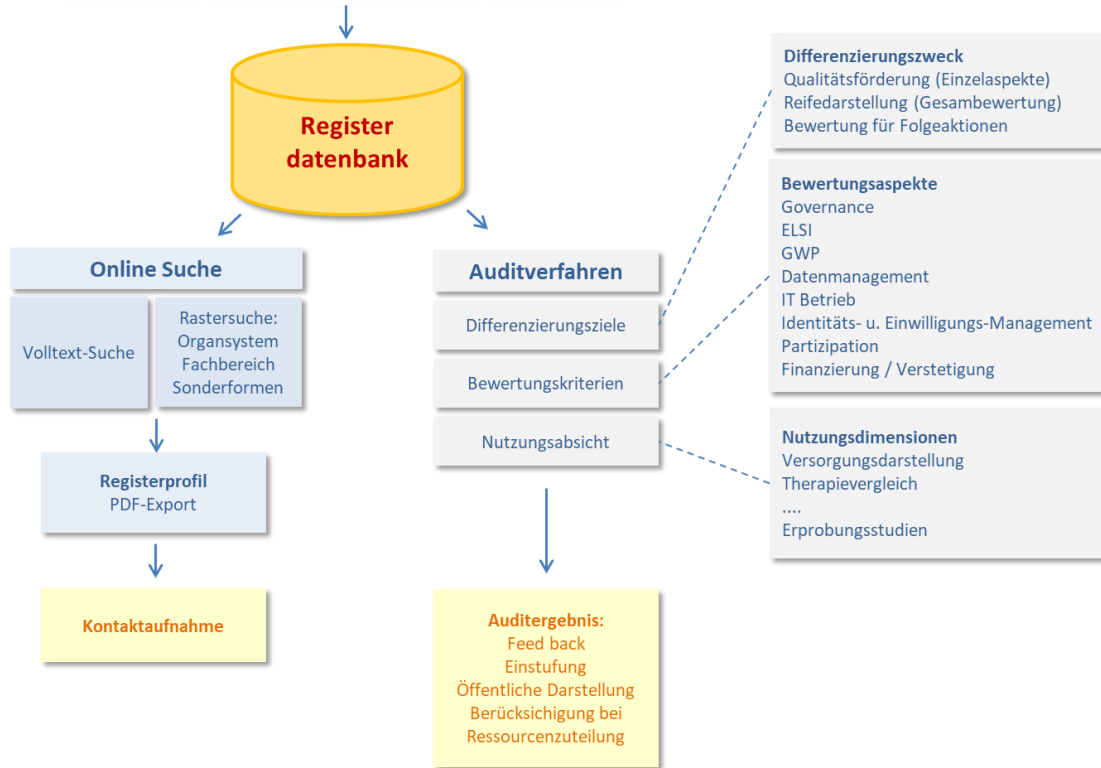 Register
datenbank
Online Suche
Volltext-Suche
Rastersuche:
Organsystem
Fachbereich
Sonderformen
Registerprofil
PDF-Export
Kontaktaufnahme
Auditverfahren
Differenzierungsziele
Bewertungskriterien
Nutzungsabsicht
Auditergebnis:
Feed back
Einstufung
Öffentliche Darstellung
Berücksichigung bei
Ressourcenzuteilung
Differenzierungszweck
Qualitätsförderung (Einzelaspekte)
Reifedarstellung (Gesambewertung)
Bewertung für Folgeaktionen
Bewertungsaspekte
Governance
ELSI
GWP
Datenmanagement
IT Betrieb
Identitäts- u. Einwilligungs-Management
Partizipation
Finanzierung / Verstetigung
Nutzungsdimensionen
Versorgungsdarstellung
Therapievergleich
....
Erprobungsstudien